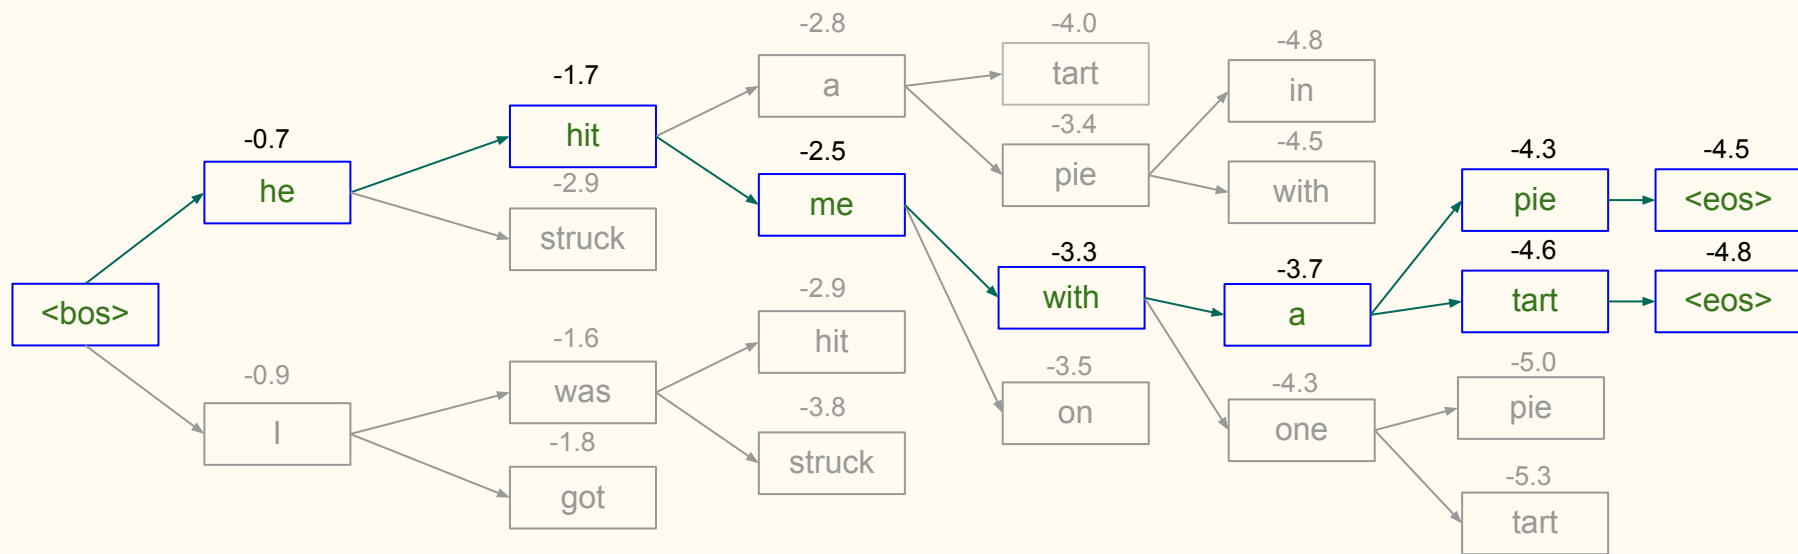 <bos>
-0.7
he
-0.9
I
-1.7
hit
-2.9
struck
-1.6
was
-1.8
got
-2.8
a
-2.5
me
-2.9
hit
-3.8
struck
-4.0
tart
-3.4
pie
-3.3
with
-3.5
on
-4.8
in
-4.5
with
-3.7
a
-4.3
one
-4.3
pie
-4.6
tart
-5.0
pie
-5.3
tart
-4.5
<eos>
-4.8
<eos>